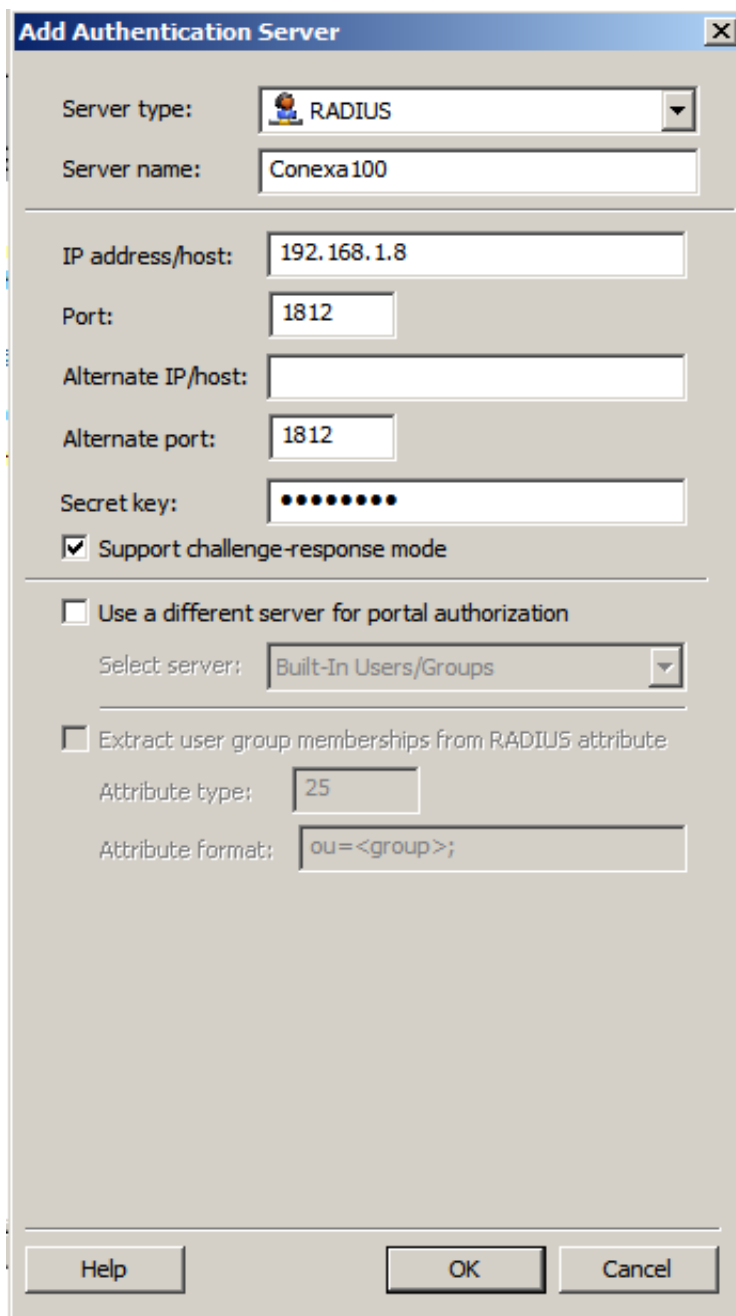 Add Authentication Server
Server type: RADIUS
Server name: Conexa100
IP address/host: 192.168.1.8
Port: 1812
Alternate IP/host:
Alternate port: 1812
Secret key: ●●●●●●●●
Support challenge-response mode
Use a different server for portal authorization
Select server: Built-In Users/Groups
Extract user group memberships from RADIUS attribute
Attribute type: 25
Attribute format: ou=<group>;
Help OK Cancel